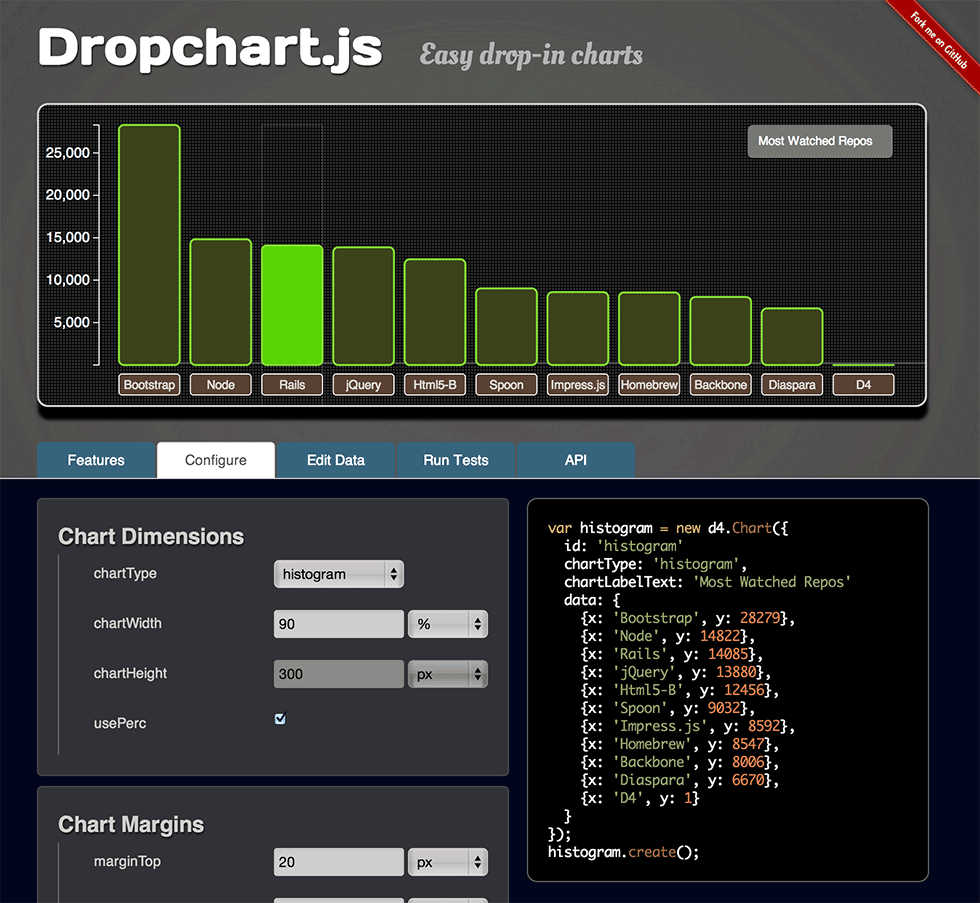 Dropchart.js
Easy drop-in charts
Fork me on GitHub
Most Watched Repos
25,000
20,000
15,000
10,000
5,000
Bootstrap Node Rails jQuery Html5-B Spoon Impress.js Homebrew Backbone Diaspara D4
Features Configure Edit Data Run Tests API
Chart Dimensions
chartType histogram
chartWidth 90 %
chartHeight 300 px
usePerc
Chart Margins
marginTop 20 px
var histogram = new d4.Chart({
id: 'histogram'
chartType: 'histogram',
chartLabelText: 'Most Watched Repos'
data: {
{x: 'Bootstrap', y: 28279},
{x: 'Node', y: 14822},
{x: 'Rails', y: 14085},
{x: 'jQuery', y: 13880},
{x: 'Html5-B', y: 12456},
{x: 'Spoon', y: 9032},
{x: 'Impress.js', y: 8592},
{x: 'Homebrew', y: 8547},
{x: 'Backbone', y: 8006},
{x: 'Diaspara', y: 6670},
{x: 'D4', y: 1}
}
});
histogram.create();